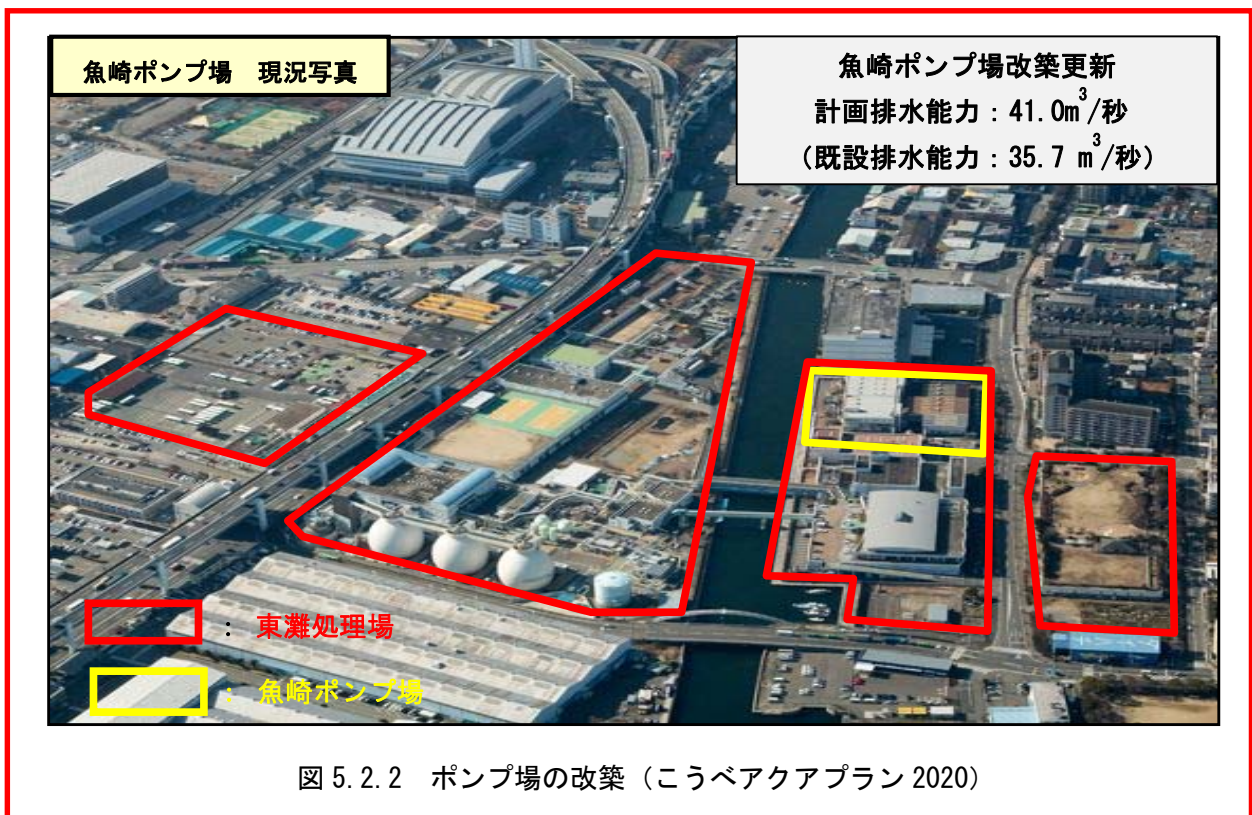 魚崎ポンプ場　現況写真
魚崎ポンプ場改築更新
計画排水能力：41.0m³/秒
（既設排水能力：35.7 m³/秒）
： 東灘処理場
： 魚崎ポンプ場
図 5.2.2　ポンプ場の改築（こうベアクアプラン 2020）